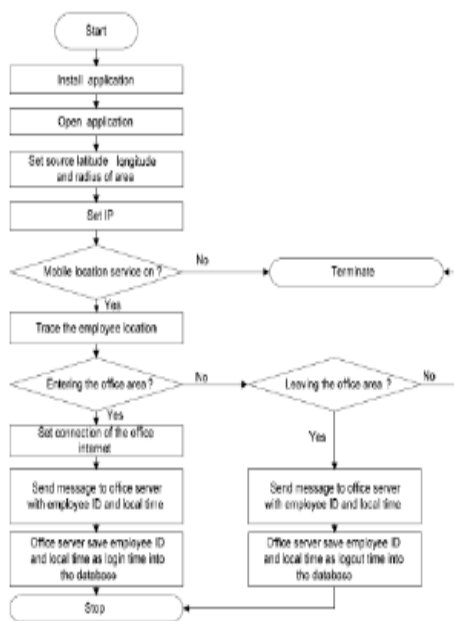 Start
Install application
Open application
Set source latitude longitude
and radius of area
Set IP
Mobile location service on ?
No
Terminate
Yes
Trace the employee location
Entering the office area ?
No
Leaving the office area ?
No
Yes
Set connection of the office
internet
Yes
Send message to office server
with employee ID and local time
Send message to office server
with employee ID and local time
Office server save employee ID
and local time as login time into
the database
Office server save employee ID
and local time as logout time into
the database
Stop